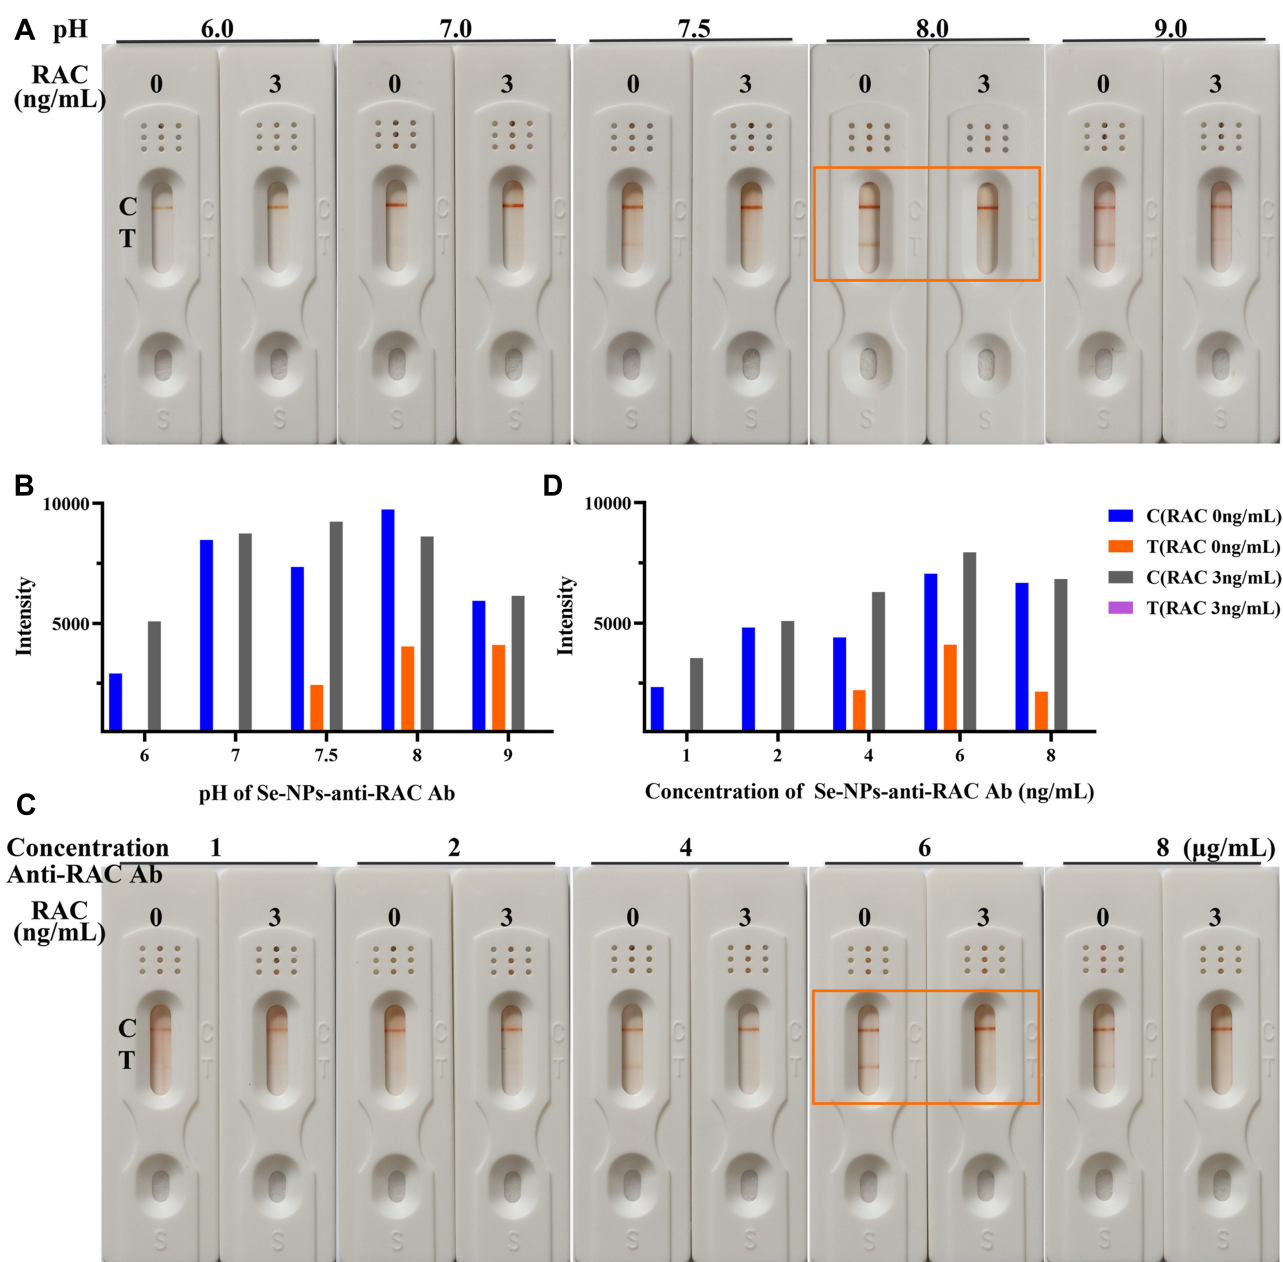 A pH 6.0 7.0 7.5 8.0 9.0
RAC 0 3 0 3 0 3 0 3 0 3
(ng/mL)
C C C C C C
T T T T T T
S S S S S S S S S S
B
10000
5000
Intensity
6 7 7.5 8 9
pH of Se-NPs-anti-RAC Ab
D
10000
5000
Intensity
1 2 4 6 8
Concentration of Se-NPs-anti-RAC Ab (ng/mL)
C(RAC 0ng/mL)
T(RAC 0ng/mL)
C(RAC 3ng/mL)
T(RAC 3ng/mL)
C
Concentration 1 2 4 6 8 (µg/mL)
Anti-RAC Ab
RAC 0 3 0 3 0 3 0 3 0 3
(ng/mL)
C C C C C C C C C
T T T T T T T T T
S S S S S S S S S S